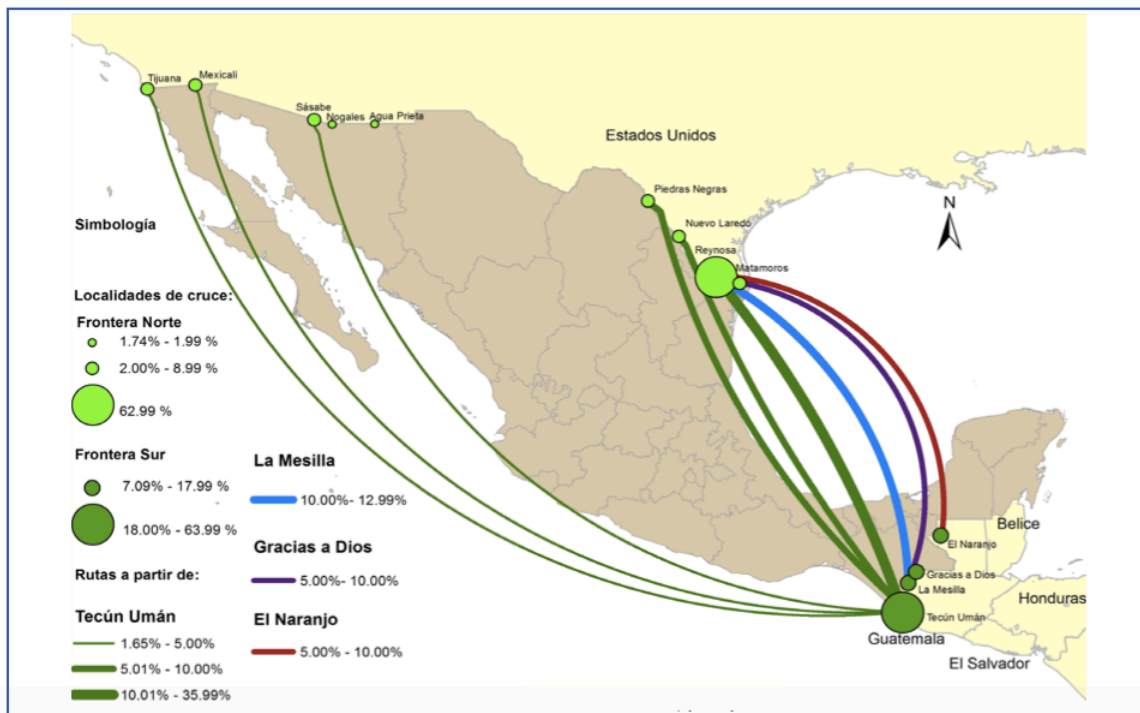 Tijuana
Mexicali
Sásabe
Nogales
Agua Prieta
Estados Unidos
Piedras Negras
Nuevo Laredo
Reynosa
Matamoros
N
Simbología
Localidades de cruce:
Frontera Norte
1.74% - 1.99 %
2.00% - 8.99 %
62.99 %
Frontera Sur
7.09% - 17.99 %
18.00% - 63.99 %
Rutas a partir de:
Tecún Umán
1.65% - 5.00%
5.01% - 10.00%
10.01% - 35.99%
La Mesilla
10.00% - 12.99%
Gracias a Dios
5.00%- 10.00%
El Naranjo
5.00% - 10.00%
Belice
El Naranjo
Gracias a Dios
La Mesilla
Honduras
Tecún Umán
Guatemala
El Salvador